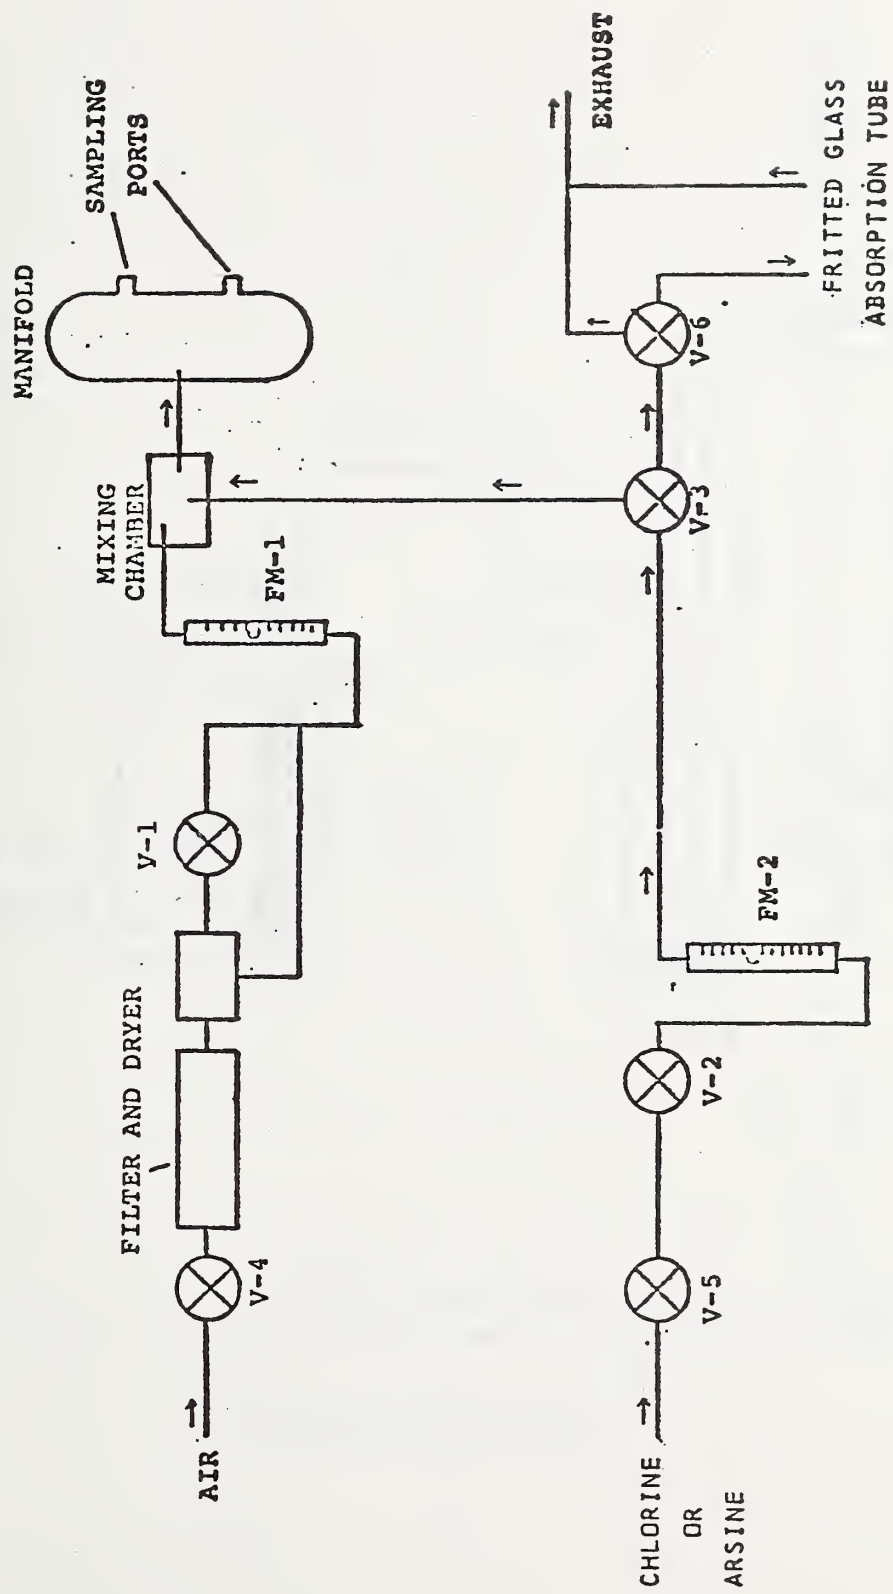 MANIFOLD
SAMPLING
PORTS
MIXING
CHAMBER
FM-1
V-1
FILTER AND DRYER
V-4
AIR
EXHAUST
V-6
V-3
FRITTED GLASS
ABSORPTION TUBE
FM-2
V-2
V-5
CHLORINE
OR
ARSINE